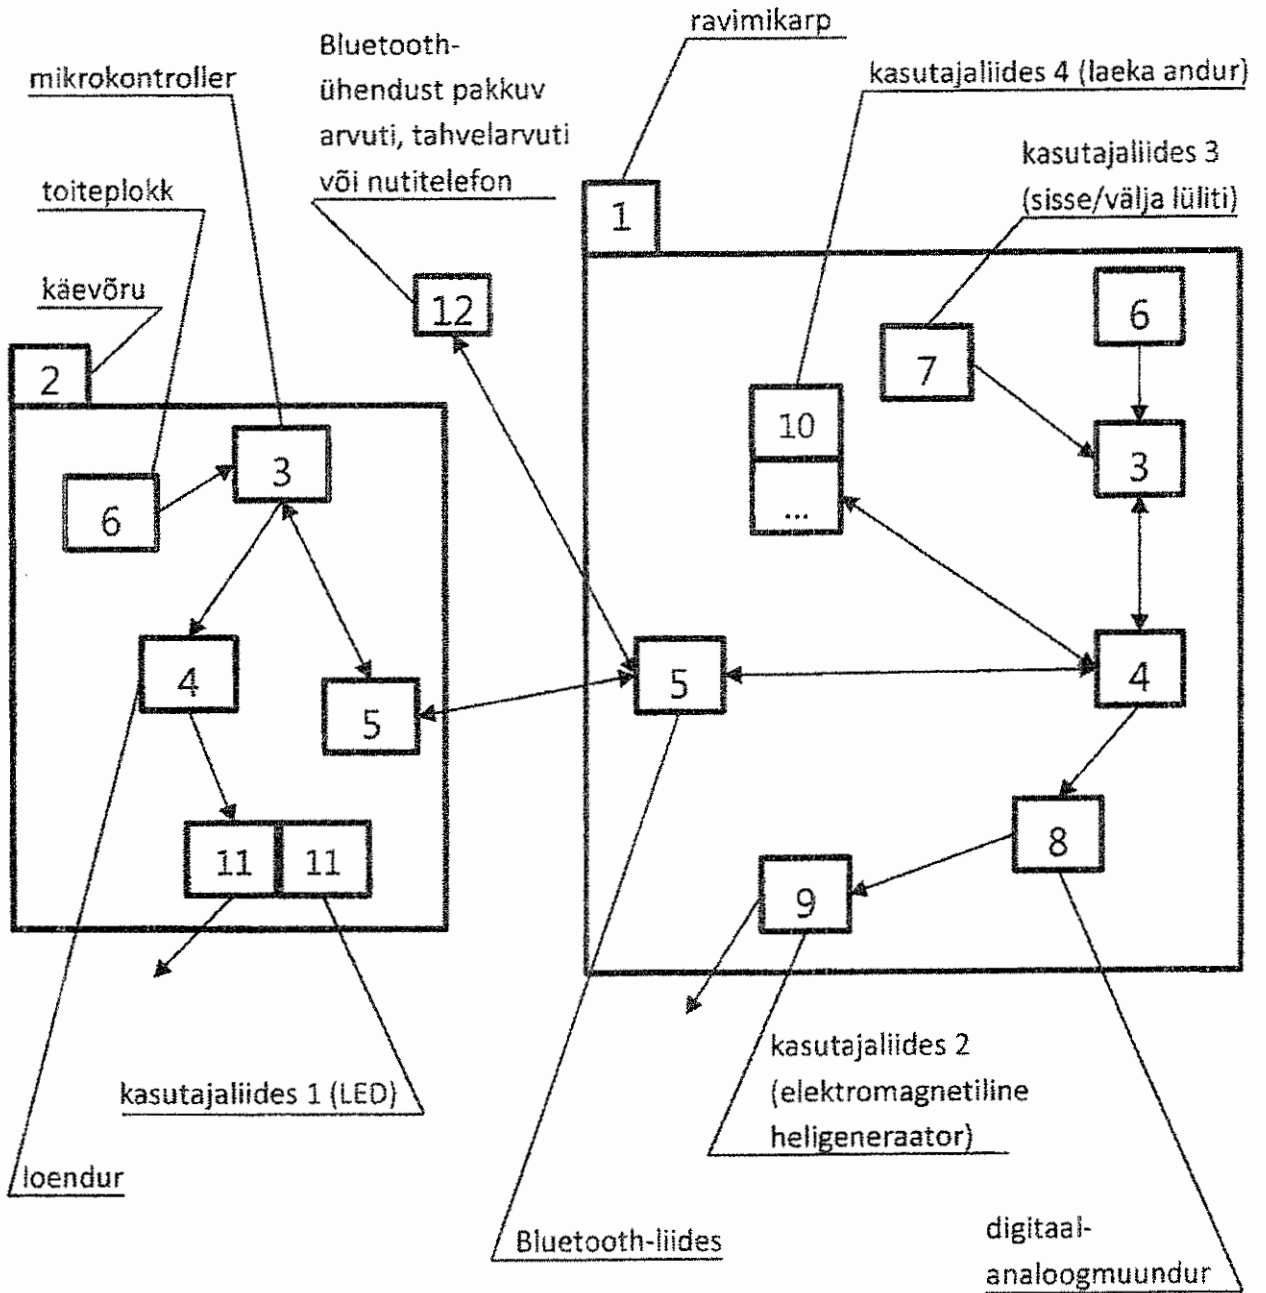 ravimikarp
Bluetooth-
ühendust pakkuv
arvuti, tahvelarvuti
või nutitelefon
mikrokontroller
kasutajaliides 4 (laeka andur)
kasutajaliides 3
(sisse/välja lüliti)
toiteplokk
käevõru
1
12
6
7
2
10
3
3
6
...
4
5
5
4
11
11
8
9
kasutajaliides 2
(elektromagnetiline
heligeneraator)
kasutajaliides 1 (LED)
loendur
Bluetooth-liides
digitaal-
analoogmuundur